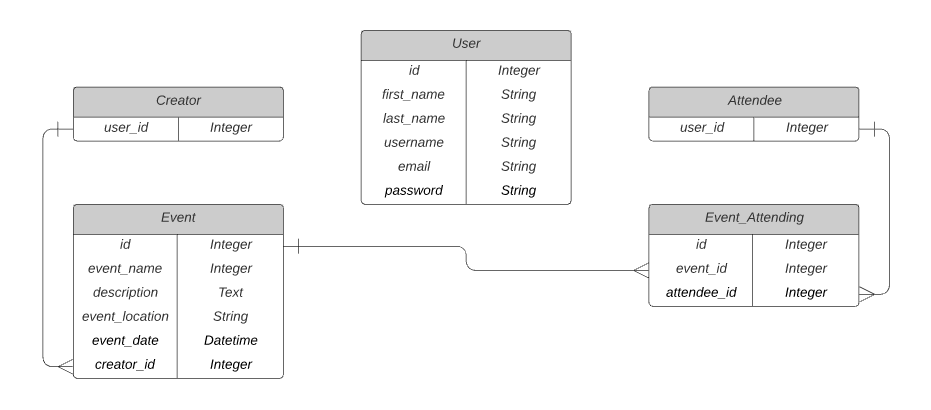 User
id Integer
first_name String
last_name String
username String
email String
password String
Creator
user_id Integer
Attendee
user_id Integer
Event
id Integer
event_name Integer
description Text
event_location String
event_date Datetime
creator_id Integer
Event_Attending
id Integer
event_id Integer
attendee_id Integer